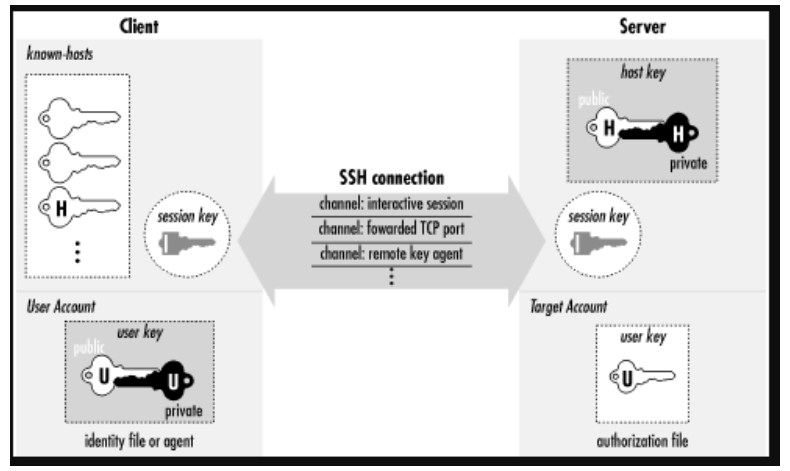 Client
Server
known-hosts
H
session key
SSH connection
channel: interactive session
channel: fowarded TCP port
channel: remote key agent
host key
public
H
H
private
session key
User Account
user key
public
U
U
private
identity file or agent
Target Account
user key
U
authorization file